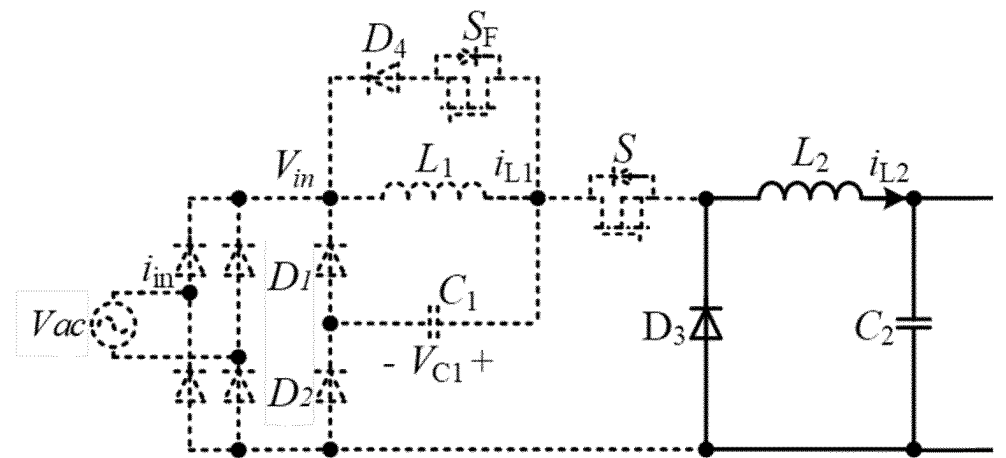 D4
SF
Vin
L1
iL1
S
L2
iL2
iin
D1
C1
Vac
D3
C2
- VC1 +
D2